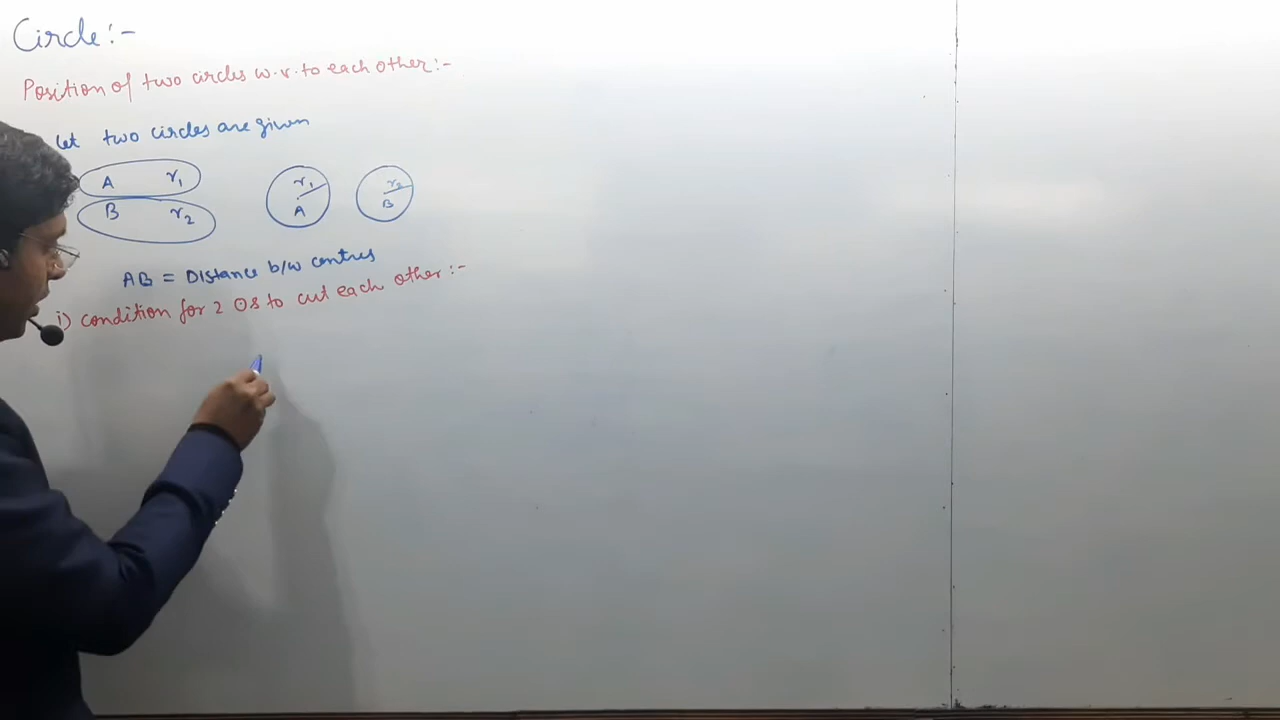 Circle:-
Position of two circles w.r.to each other:-
Let two circles are given
A r1
B r2
r1
A
r2
B
AB = Distance b/w centres
i) condition for 2 ⊙s to cut each other:-